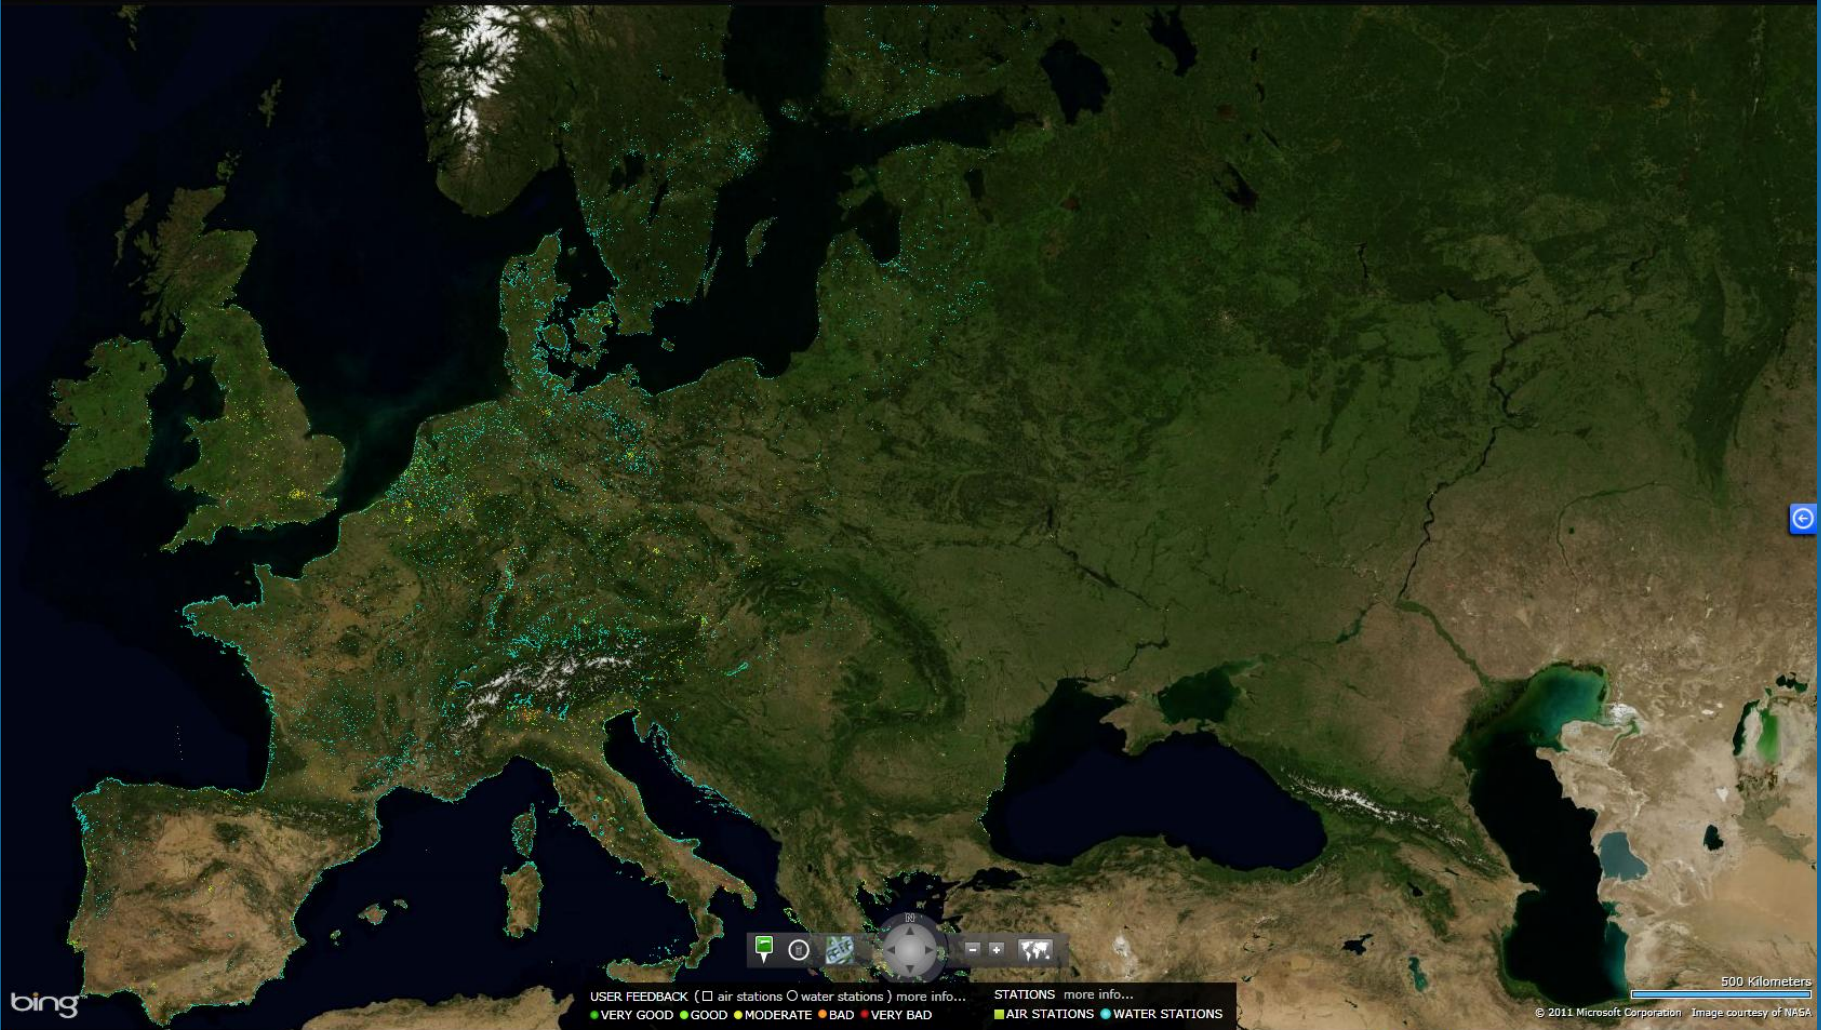 N
bing
USER FEEDBACK ( air stations water stations ) more info...
VERY GOOD GOOD MODERATE BAD VERY BAD
STATIONS more info...
AIR STATIONS WATER STATIONS
500 Kilometers
© 2011 Microsoft Corporation Image courtesy of NASA